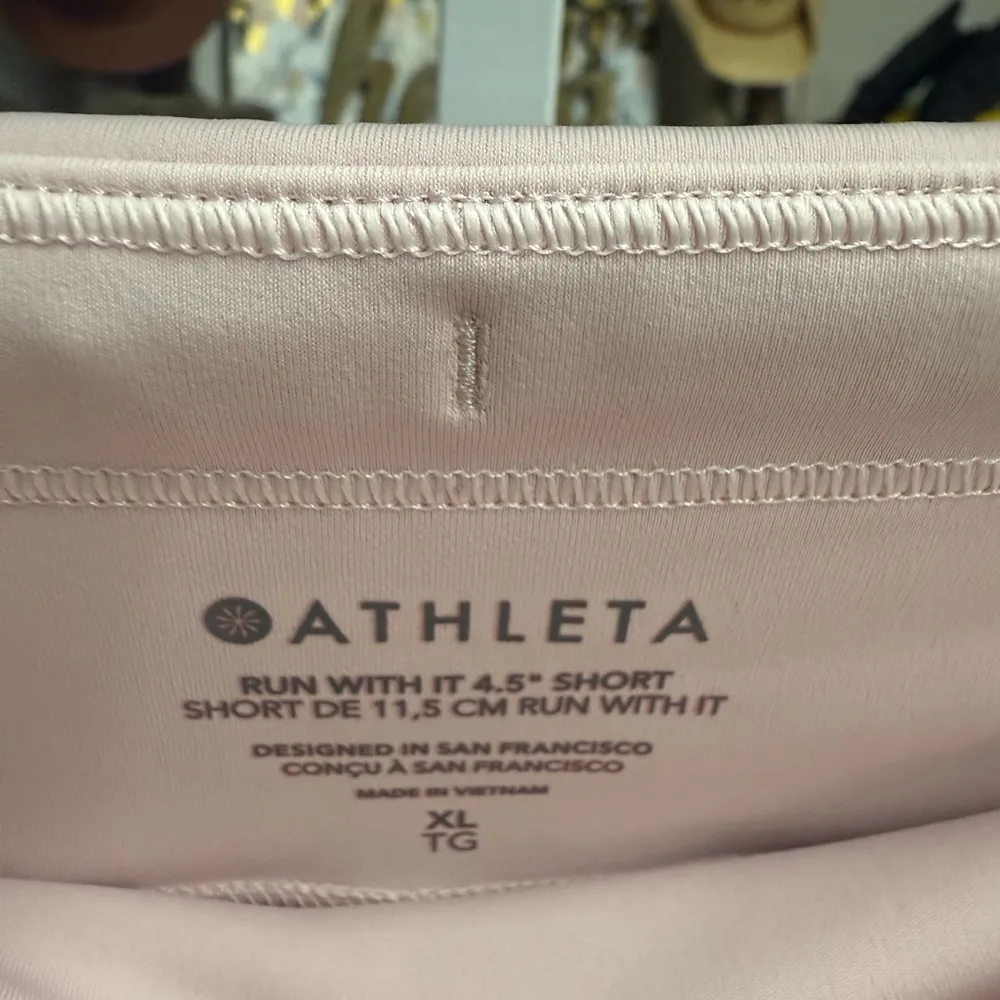 ATHLETA
RUN WITH IT 4.5" SHORT
SHORT DE 11,5 CM RUN WITH IT
DESIGNED IN SAN FRANCISCO
CONÇU À SAN FRANCISCO
MADE IN VIETNAM
XL
TG